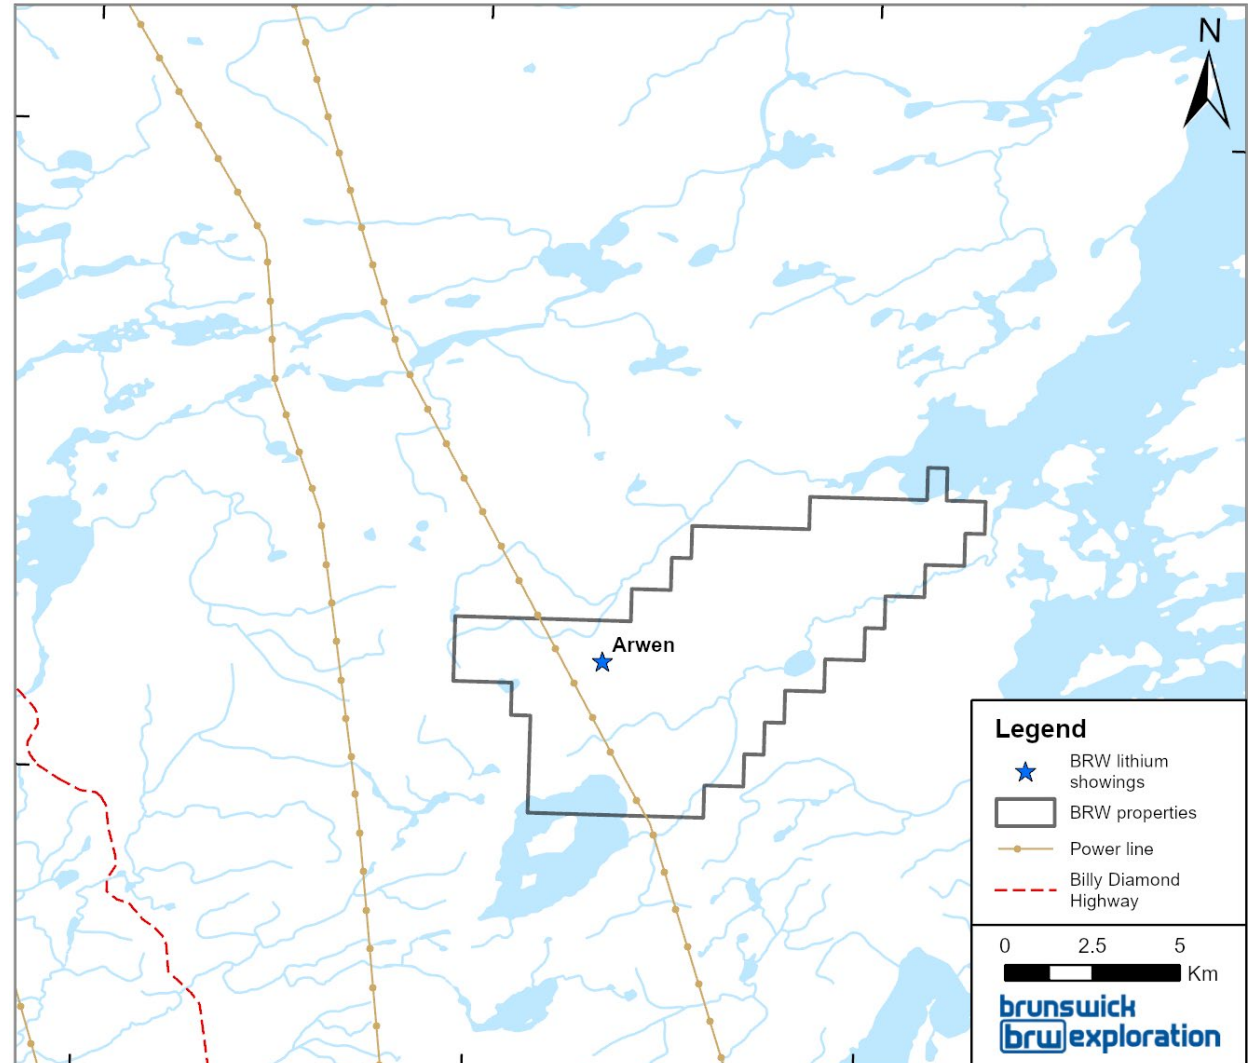 N
Arwen
Legend
BRW lithium
showings
BRW properties
Power line
Billy Diamond
Highway
0 2.5 5
Km
brunswick
brw exploration